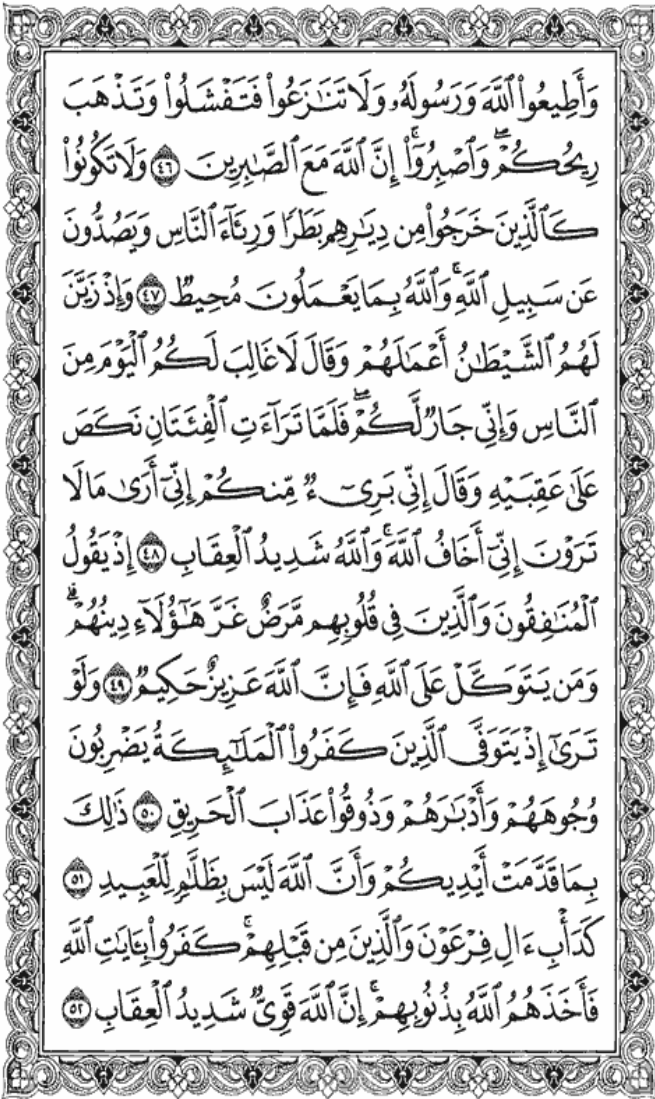 وَأَطِيعُوا۟ ٱللَّهَ وَرَسُولَهُۥ وَلَا تَنَٰزَعُوا۟ فَتَفْشَلُوا۟ وَتَذْهَبَ
رِيحُكُمْ ۖ وَٱصْبِرُوٓا۟ ۚ إِنَّ ٱللَّهَ مَعَ ٱلصَّٰبِرِينَ ٤٦ وَلَا تَكُونُوا۟
كَٱلَّذِينَ خَرَجُوا۟ مِن دِيَٰرِهِم بَطَرًا وَرِئَآءَ ٱلنَّاسِ وَيَصُدُّونَ
عَن سَبِيلِ ٱللَّهِ ۚ وَٱللَّهُ بِمَا يَعْمَلُونَ مُحِيطٌ ٤٧ وَإِذْ زَيَّنَ
لَهُمُ ٱلشَّيْطَٰنُ أَعْمَٰلَهُمْ وَقَالَ لَا غَالِبَ لَكُمُ ٱلْيَوْمَ مِنَ
ٱلنَّاسِ وَإِنِّى جَارٌ لَّكُمْ ۖ فَلَمَّا تَرَآءَتِ ٱلْفِئَتَانِ نَكَصَ
عَلَىٰ عَقِبَيْهِ وَقَالَ إِنِّى بَرِىٓءٌ مِّنكُمْ إِنِّىٓ أَرَىٰ مَا لَا
تَرَوْنَ إِنِّىٓ أَخَافُ ٱللَّهَ ۚ وَٱللَّهُ شَدِيدُ ٱلْعِقَابِ ٤٨ إِذْ يَقُولُ
ٱلْمُنَٰفِقُونَ وَٱلَّذِينَ فِى قُلُوبِهِم مَّرَضٌ غَرَّ هَٰٓؤُلَآءِ دِينُهُمْ ۗ
وَمَن يَتَوَكَّلْ عَلَى ٱللَّهِ فَإِنَّ ٱللَّهَ عَزِيزٌ حَكِيمٌ ٤٩ وَلَوْ
تَرَىٰٓ إِذْ يَتَوَفَّى ٱلَّذِينَ كَفَرُوا۟ ٱلْمَلَٰٓئِكَةُ يَضْرِبُونَ
وُجُوهَهُمْ وَأَدْبَٰرَهُمْ وَذُوقُوا۟ عَذَابَ ٱلْحَرِيقِ ٥٠ ذَٰلِكَ
بِمَا قَدَّمَتْ أَيْدِيكُمْ وَأَنَّ ٱللَّهَ لَيْسَ بِظَلَّٰمٍ لِّلْعَبِيدِ ٥١
كَدَأْبِ ءَالِ فِرْعَوْنَ وَٱلَّذِينَ مِن قَبْلِهِمْ ۚ كَفَرُوا۟ بِـَٔايَٰتِ ٱللَّهِ
فَأَخَذَهُمُ ٱللَّهُ بِذُنُوبِهِمْ ۚ إِنَّ ٱللَّهَ قَوِىٌّ شَدِيدُ ٱلْعِقَابِ ٥٢